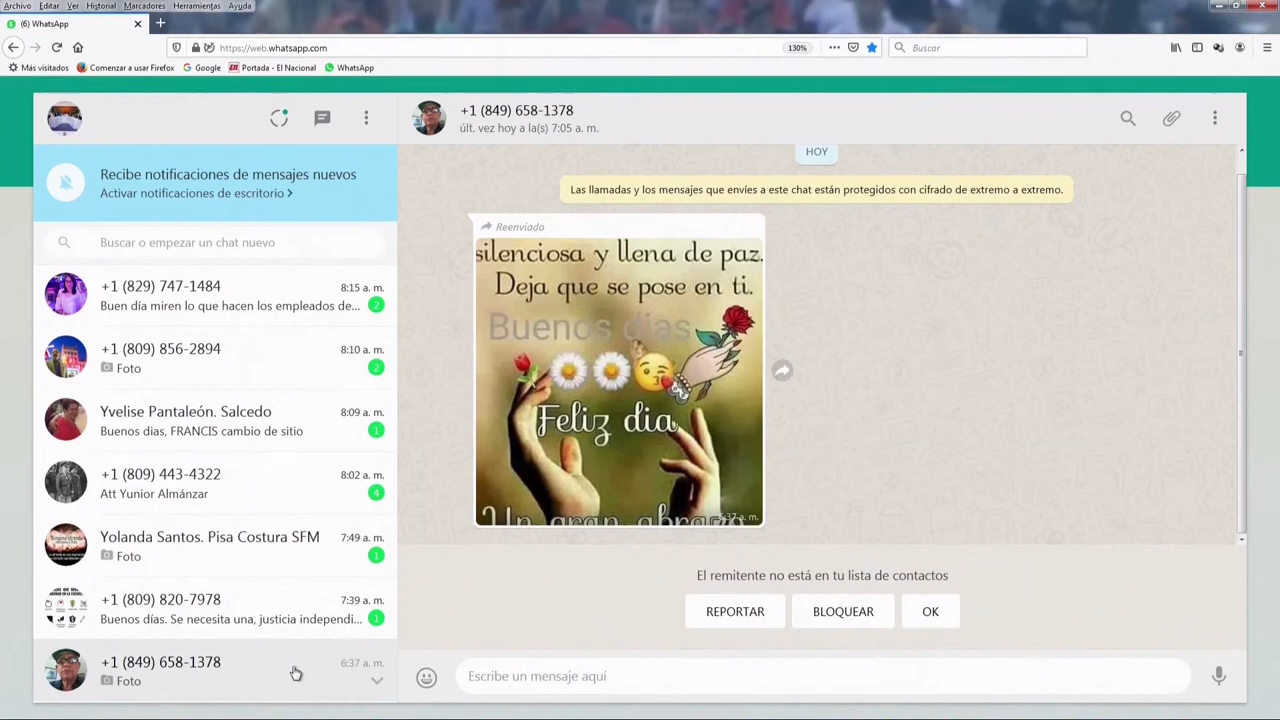 Archivo Editar Ver Historial Marcadores Herramientas Ayuda
(6) WhatsApp
https://web.whatsapp.com
130%
Buscar
Más visitados
Comenzar a usar Firefox
Google
Portada - El Nacional
WhatsApp
Recibe notificaciones de mensajes nuevos
Activar notificaciones de escritorio >
Buscar o empezar un chat nuevo
+1 (829) 747-1484 8:15 a. m.
Buen día miren lo que hacen los empleados de... 2
+1 (809) 856-2894 8:10 a. m.
Foto 2
Yvelise Pantaleón. Salcedo 8:09 a. m.
Buenos dias, FRANCIS cambio de sitio 1
+1 (809) 443-4322 8:02 a. m.
Att Yunior Almánzar 4
Yolanda Santos. Pisa Costura SFM 7:49 a. m.
Foto 1
+1 (809) 820-7978 7:39 a. m.
Buenos días. Se necesita una, justicia independi... 1
+1 (849) 658-1378 6:37 a. m.
Foto
+1 (849) 658-1378
últ. vez hoy a la(s) 7:05 a. m.
HOY
Las llamadas y los mensajes que envíes a este chat están protegidos con cifrado de extremo a extremo.
Reenviado
silenciosa y llena de paz.
Deja que se pose en ti.
Buenos dias
Feliz dia
Un gran abrazo
6:37 a. m.
El remitente no está en tu lista de contactos
REPORTAR BLOQUEAR OK
Escribe un mensaje aquí